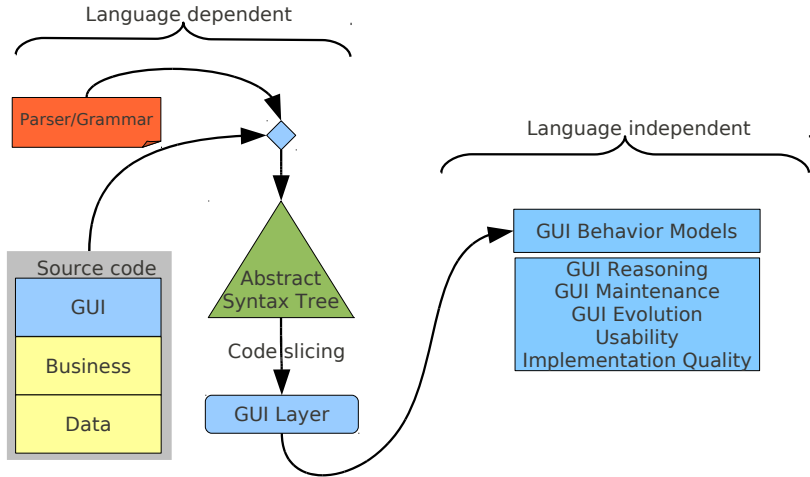 Language dependent
Parser/Grammar
Language independent
Source code
GUI
Business
Data
Abstract
Syntax Tree
Code slicing
GUI Layer
GUI Behavior Models
GUI Reasoning
GUI Maintenance
GUI Evolution
Usability
Implementation Quality